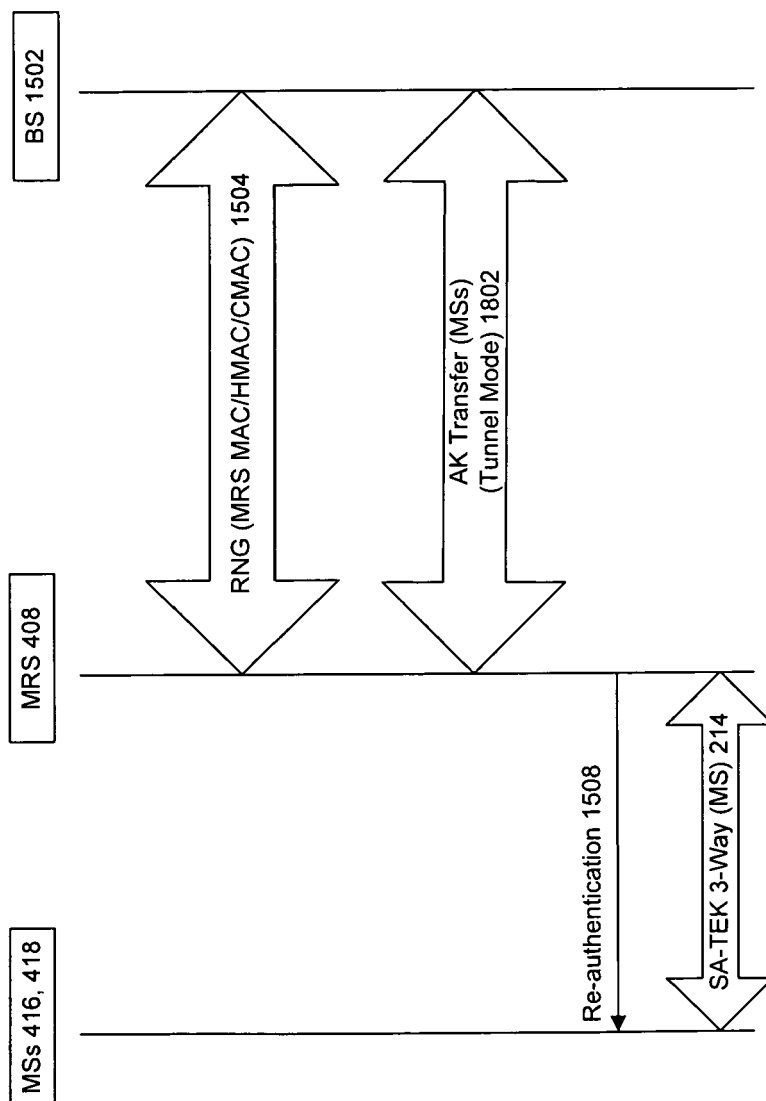 MSs 416, 418
MRS 408
BS 1502
RNG (MRS MAC/HMAC/CMAC) 1504
AK Transfer (MSs)
(Tunnel Mode) 1802
Re-authentication 1508
SA-TEK 3-Way (MS) 214